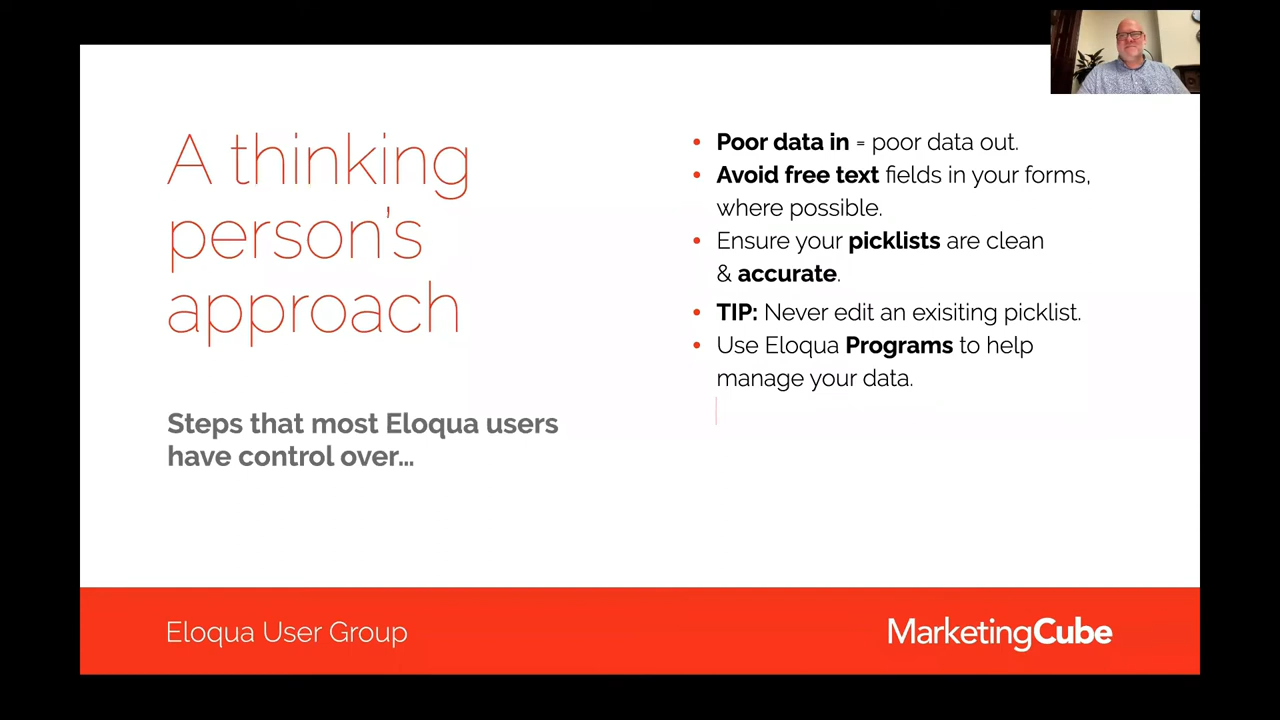 A thinking
person's
approach
Steps that most Eloqua users
have control over...
• Poor data in = poor data out.
• Avoid free text fields in your forms,
where possible.
• Ensure your picklists are clean
& accurate.
• TIP: Never edit an exisiting picklist.
• Use Eloqua Programs to help
manage your data.
Eloqua User Group
MarketingCube